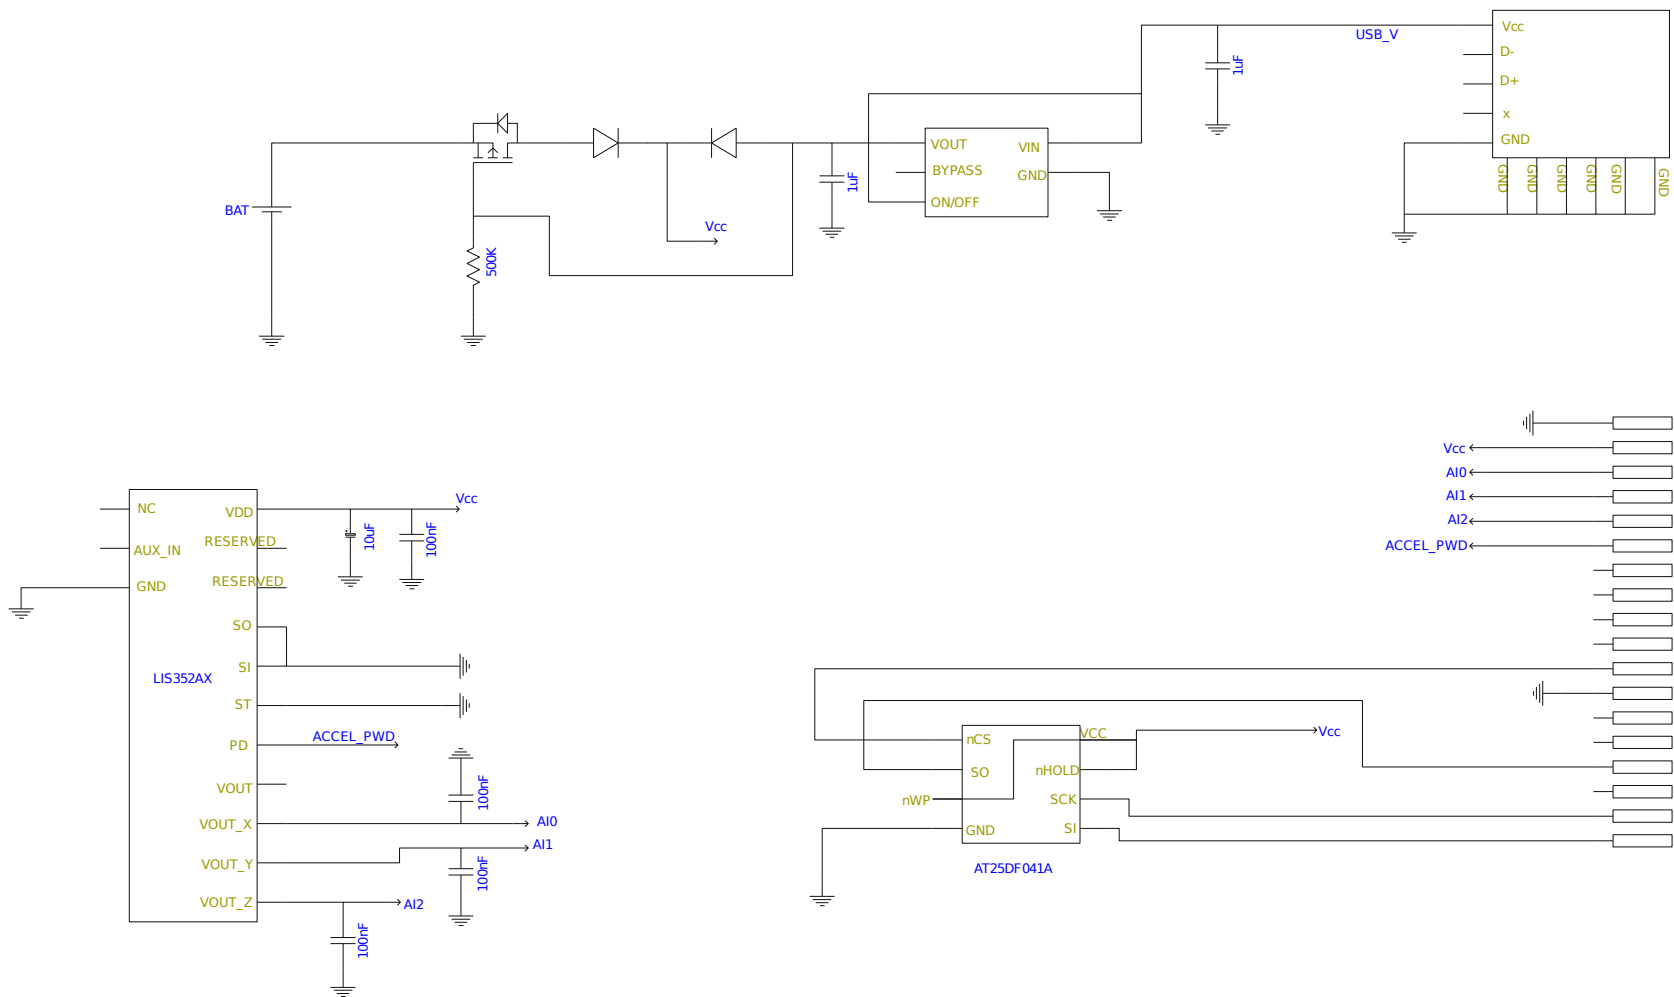 USB_V
1uF
Vcc
D-
D+
x
GND
GND
GND
GND
GND
GND
GND
BAT
500K
Vcc
1uF
VOUT
VIN
BYPASS
GND
ON/OFF
Vcc
AI0
AI1
AI2
ACCEL_PWD
NC
VDD
Vcc
AUX_IN
RESERVED
10uF
100nF
GND
RESERVED
SO
SI
LIS352AX
ST
PD
ACCEL_PWD
VOUT
100nF
VOUT_X
AI0
VOUT_Y
AI1
100nF
VOUT_Z
AI2
100nF
nCS
VCC
Vcc
SO
nHOLD
nWP
SCK
GND
SI
AT25DF041A